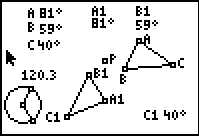 A 81° A1 B1
B 59° 81° 59°
C 40°
A
P
120.3
B1
B
C
A1
C1
C1 40°